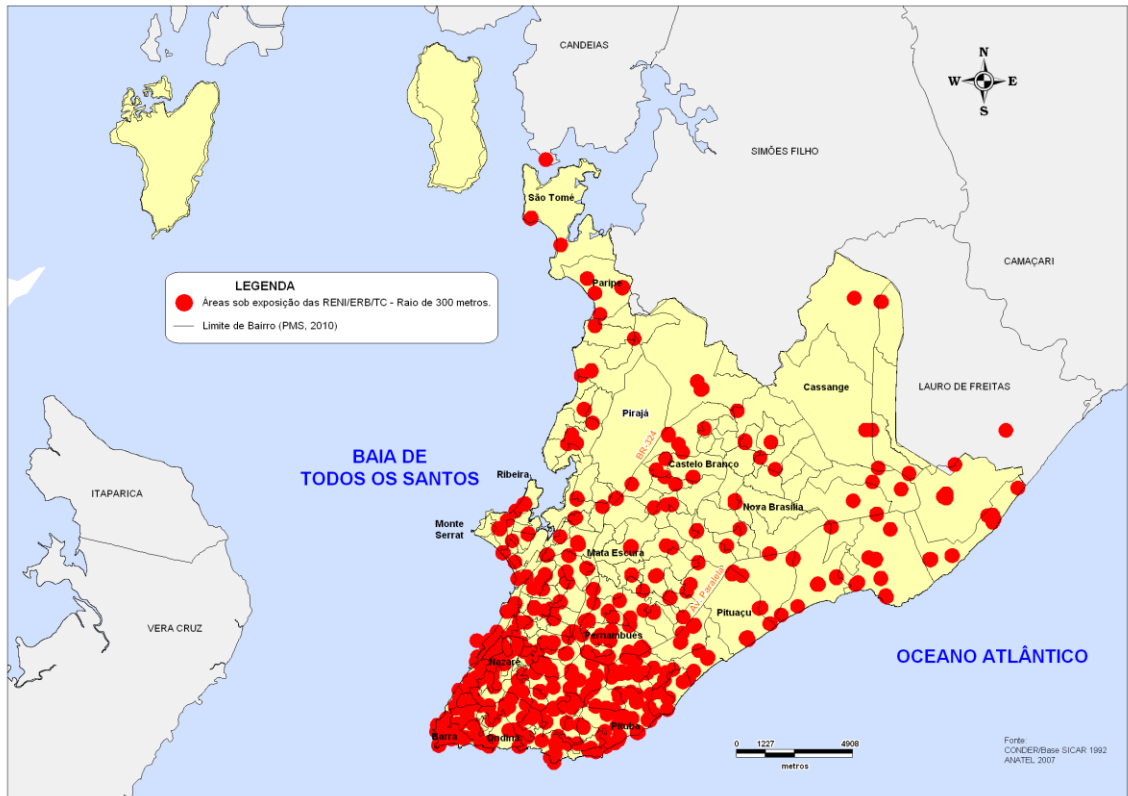 CANDEIAS
N
W
E
S
SIMÕES FILHO
São Tomé
CAMAÇARI
LEGENDA
Áreas sob exposição das RENI/ERB/TC - Raio de 300 metros.
Limite de Bairro (PMS, 2010)
Paripe
Cassange
LAURO DE FREITAS
Pirajá
BR-324
BAIA DE
TODOS OS SANTOS
Castelo Branco
Ribeira
ITAPARICA
Nova Brasília
Monte
Serrat
Mata Escura
Av. Paralela
Pituaçu
VERA CRUZ
Pernambués
OCEANO ATLÂNTICO
Nazaré
Pituba
Barra
Ondina
0 1227 4908
metros
Fonte:
CONDER/Base SICAR 1992
ANATEL 2007